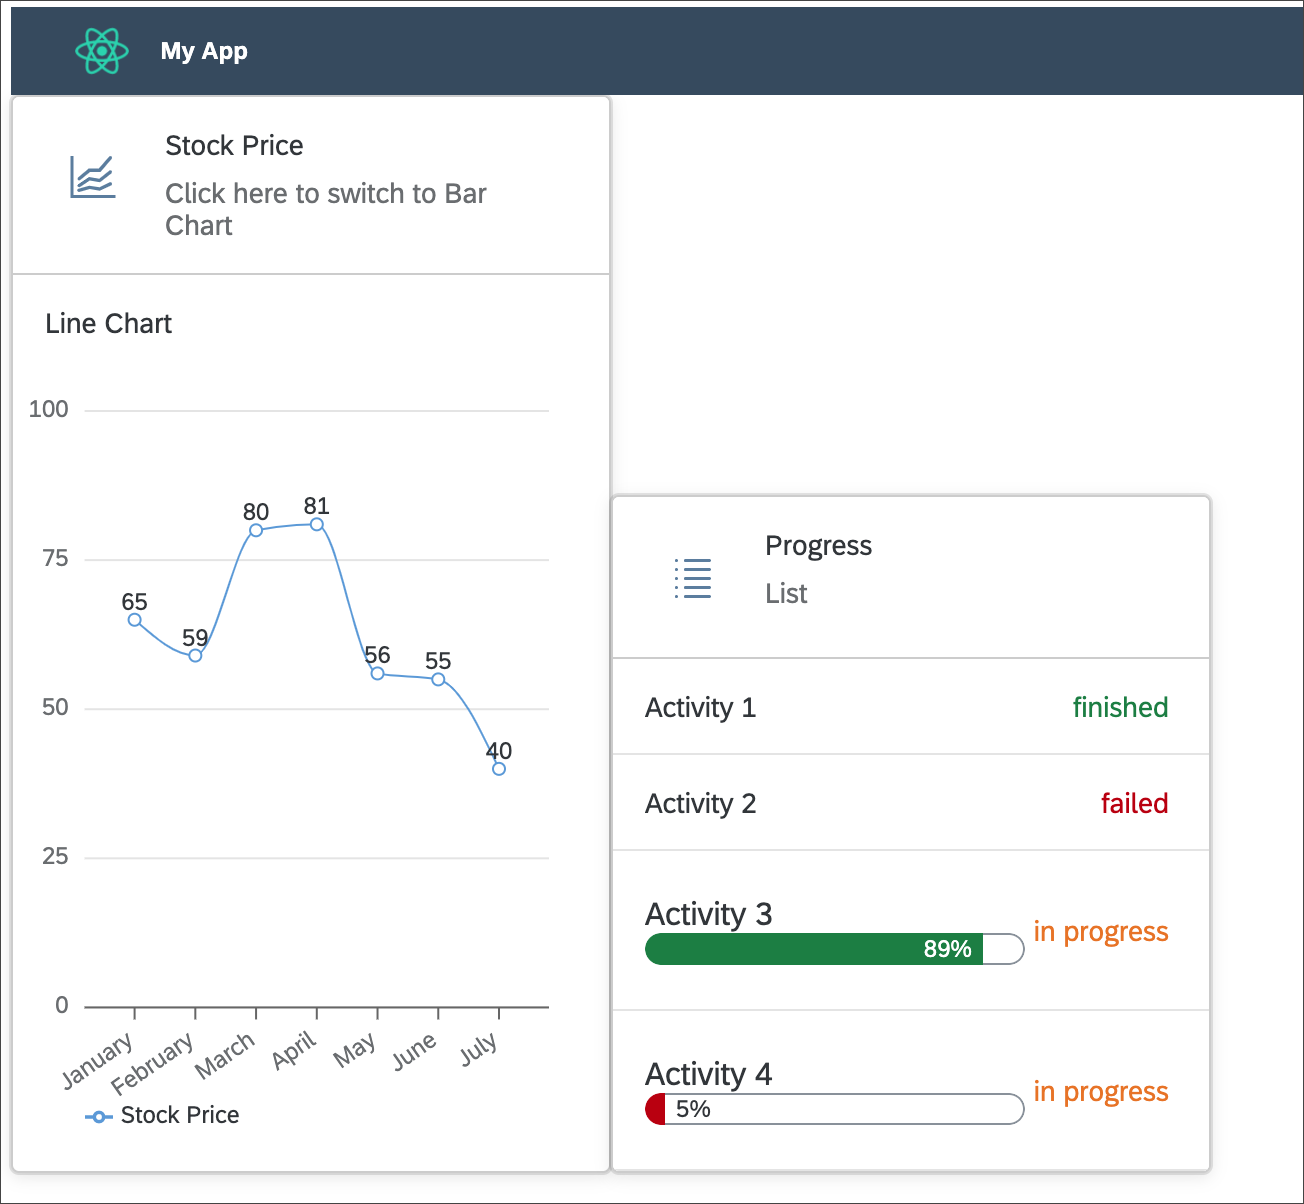 My App
Stock Price
Click here to switch to Bar
Chart
Line Chart
100
75
50
25
0
65
59
80
81
56
55
40
January
February
March
April
May
June
July
Stock Price
Progress
List
Activity 1
finished
Activity 2
failed
Activity 3
89%
in progress
Activity 4
5%
in progress